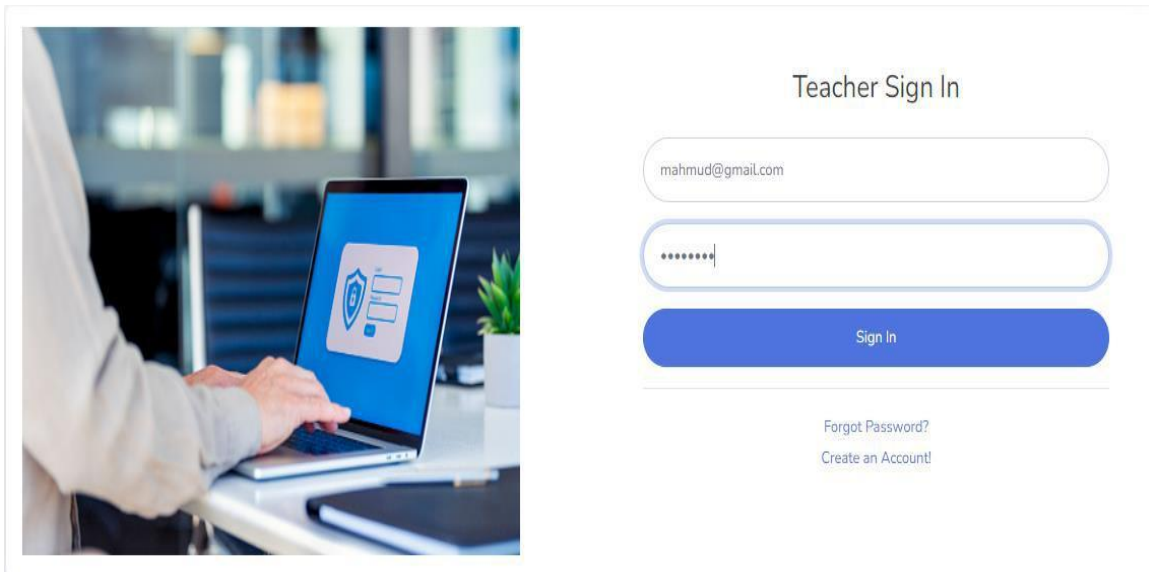 Teacher Sign In
mahmud@gmail.com
••••••••
Sign In
Forgot Password?
Create an Account!